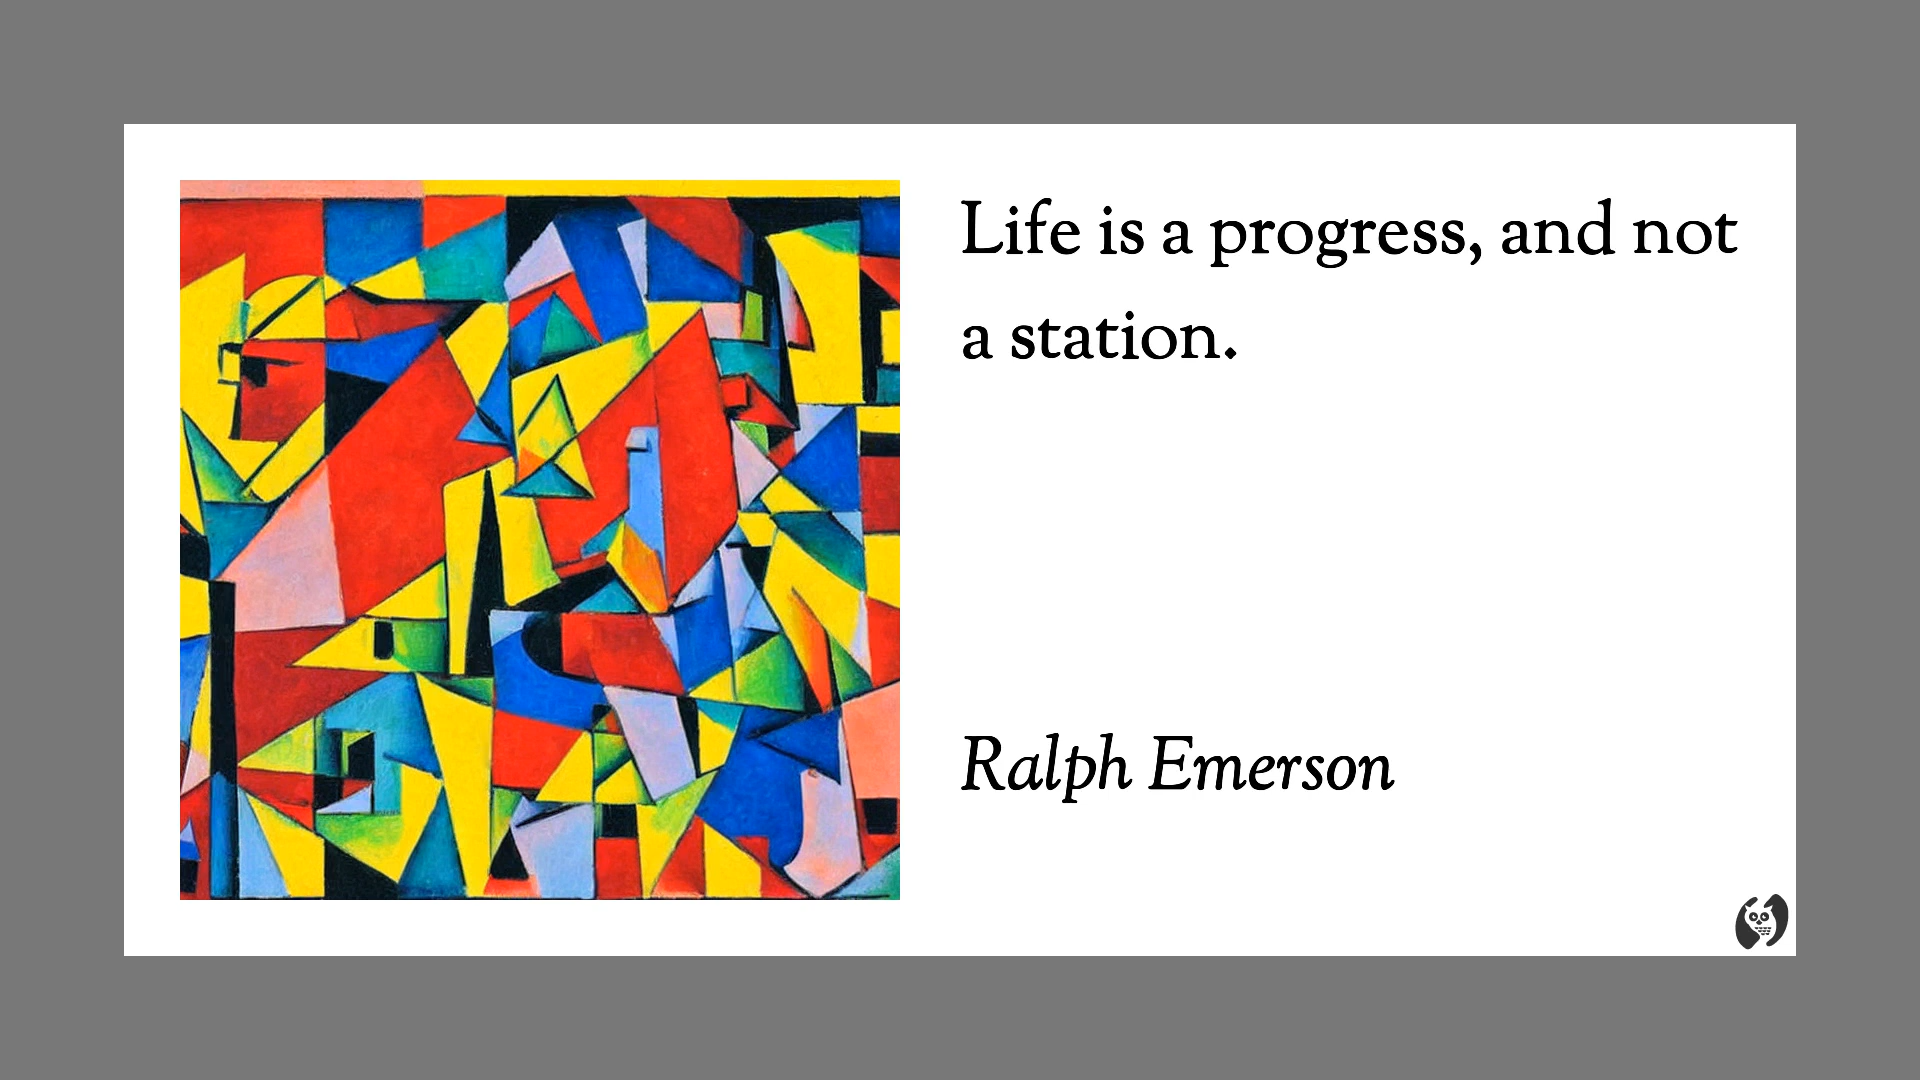 Life is a progress, and not
a station.
Ralph Emerson